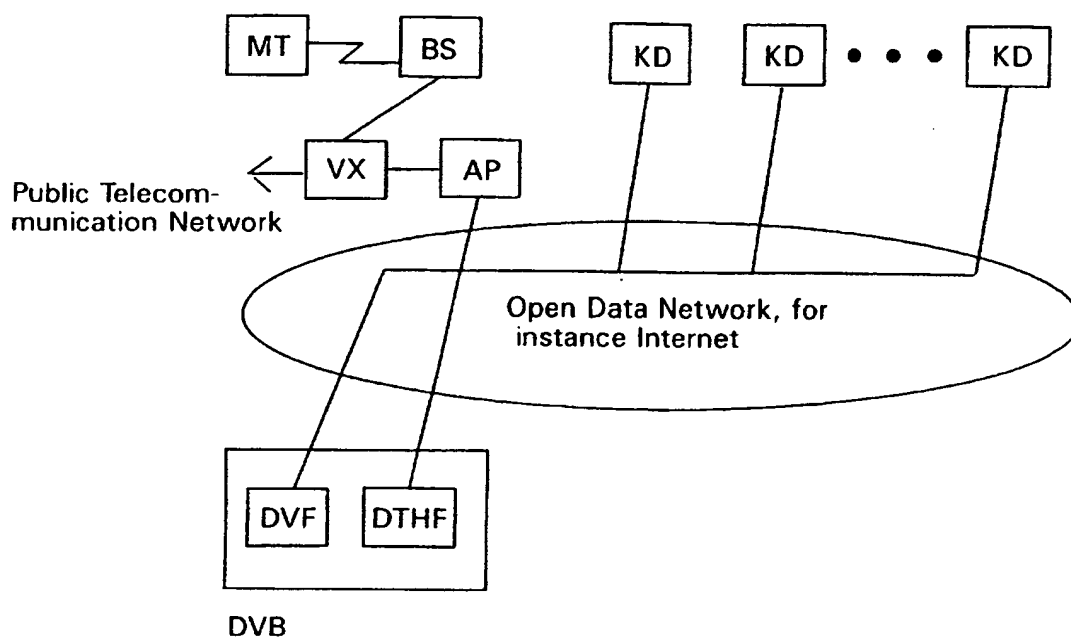 MT
BS
KD
KD
KD
VX
AP
Public Telecom-
munication Network
Open Data Network, for
instance Internet
DVF
DTHF
DVB